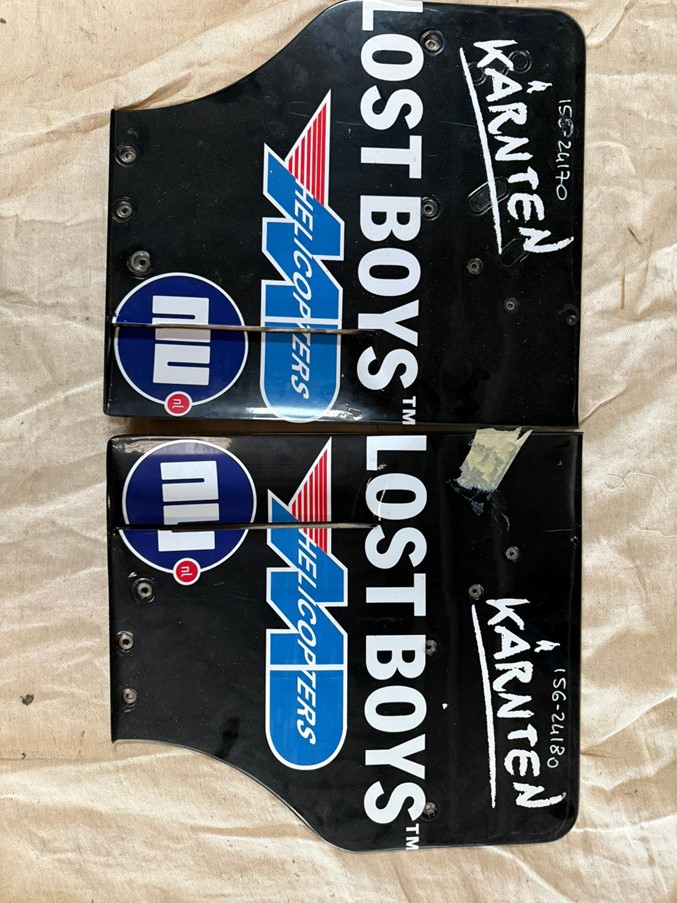 LOST BOYS™
KÄRNTEN
156-24170
HELICOPTERS
nu
nl
LOST BOYS™
KÄRNTEN
156-24180
HELICOPTERS
nu
nl